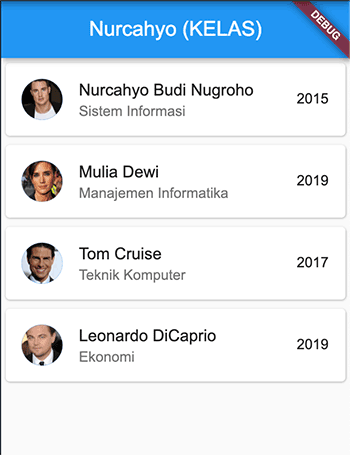 Nurcahyo (KELAS)
DEBUG
Nurcahyo Budi Nugroho
Sistem Informasi
2015
Mulia Dewi
Manajemen Informatika
2019
Tom Cruise
Teknik Komputer
2017
Leonardo DiCaprio
Ekonomi
2019